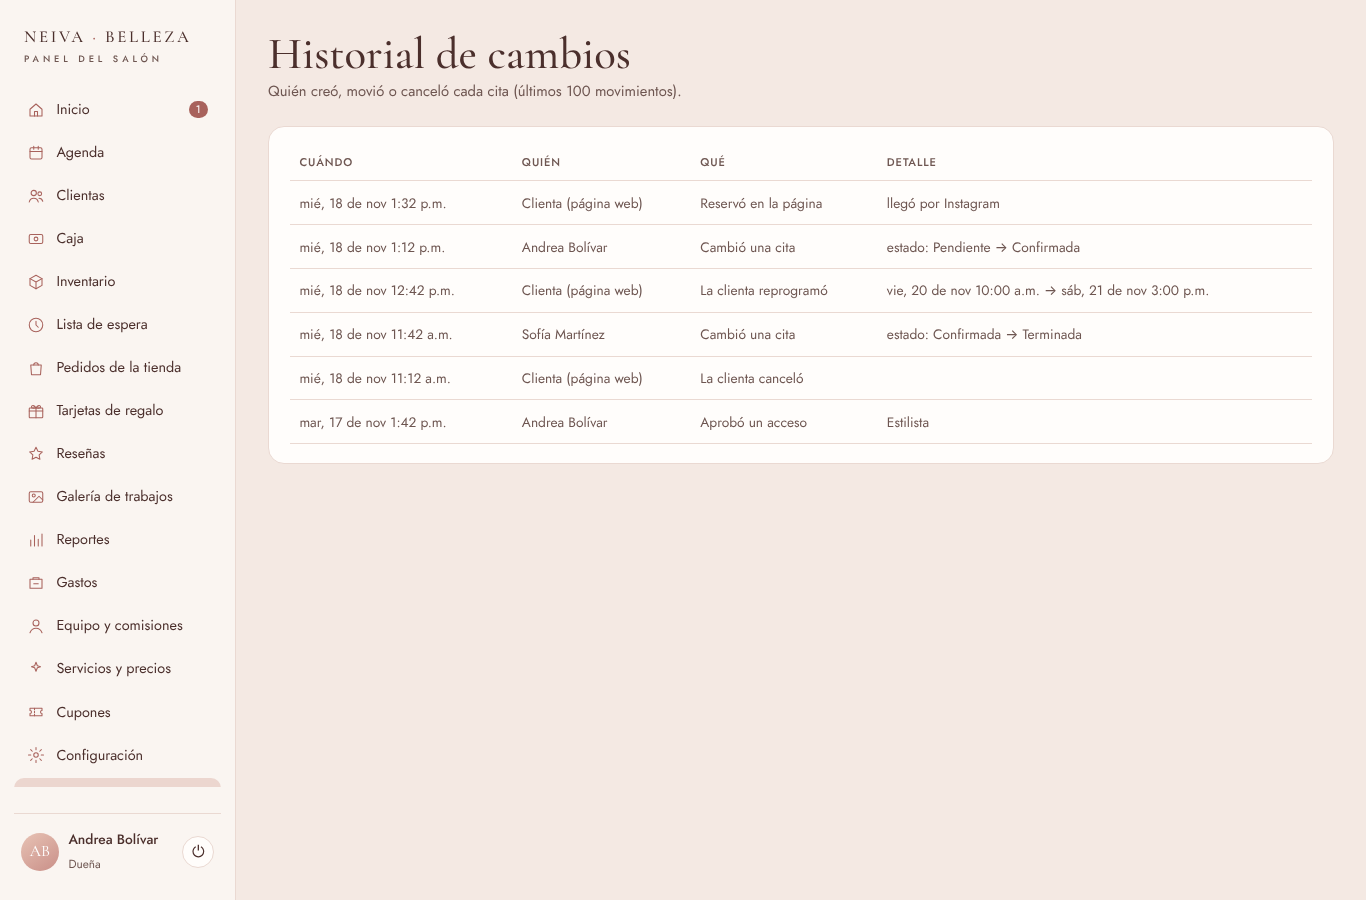 NEIVA · BELLEZA
PANEL DEL SALÓN
Inicio 1
Agenda
Clientas
Caja
Inventario
Lista de espera
Pedidos de la tienda
Tarjetas de regalo
Reseñas
Galería de trabajos
Reportes
Gastos
Equipo y comisiones
Servicios y precios
Cupones
Configuración
AB Andrea Bolívar
Dueña
Historial de cambios
Quién creó, movió o canceló cada cita (últimos 100 movimientos).
CUÁNDO QUIÉN QUÉ DETALLE
mié, 18 de nov 1:32 p.m. Clienta (página web) Reservó en la página llegó por Instagram
mié, 18 de nov 1:12 p.m. Andrea Bolívar Cambió una cita estado: Pendiente → Confirmada
mié, 18 de nov 12:42 p.m. Clienta (página web) La clienta reprogramó vie, 20 de nov 10:00 a.m. → sáb, 21 de nov 3:00 p.m.
mié, 18 de nov 11:42 a.m. Sofía Martínez Cambió una cita estado: Confirmada → Terminada
mié, 18 de nov 11:12 a.m. Clienta (página web) La clienta canceló
mar, 17 de nov 1:42 p.m. Andrea Bolívar Aprobó un acceso Estilista